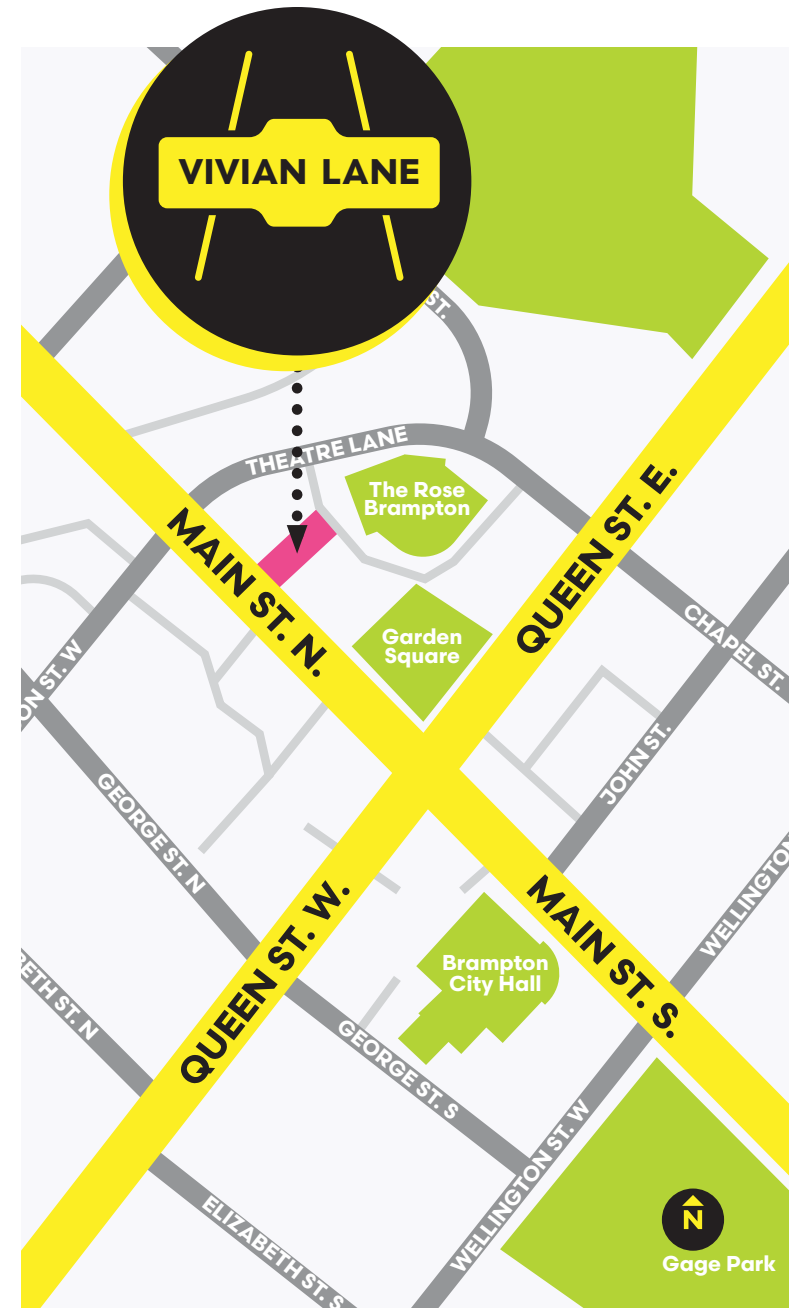 VIVIAN LANE
ST.
THEATRE LANE
The Rose
Brampton
MAIN ST. N.
QUEEN ST. E.
Garden
Square
CHAPEL ST.
ON ST. W
JOHN ST.
GEORGE ST. N
WELLINGTON
QUEEN ST. W.
MAIN ST. S.
Brampton
City Hall
BETH ST. N
GEORGE ST. S
WELLINGTON ST. W
ELIZABETH ST. S
N
Gage Park